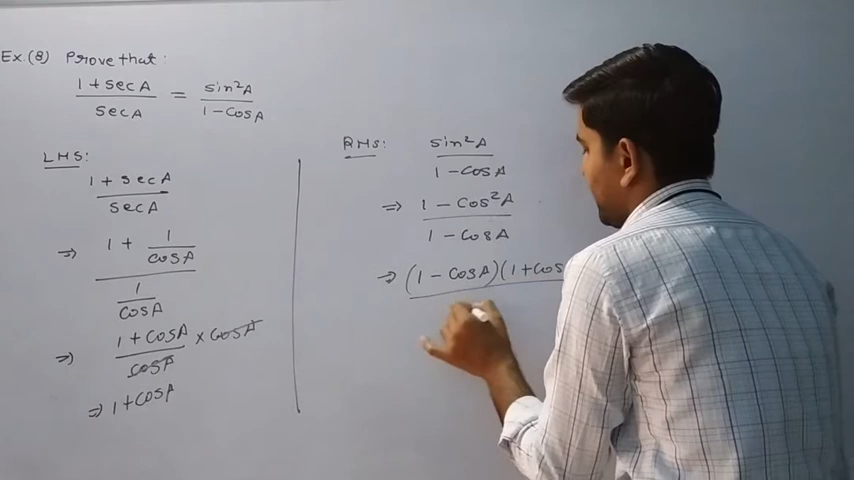 Ex.(8) Prove that:
1 + sec A / sec A = sin²A / 1 - cos A
LHS:
1 + sec A / sec A
⇒ 1 + 1/cos A / 1/cos A
⇒ 1 + cos A / cos A × cos A
⇒ 1 + cos A
RHS: sin²A / 1 - cos A
⇒ 1 - cos²A / 1 - cos A
⇒ (1 - cos A)(1 + cos